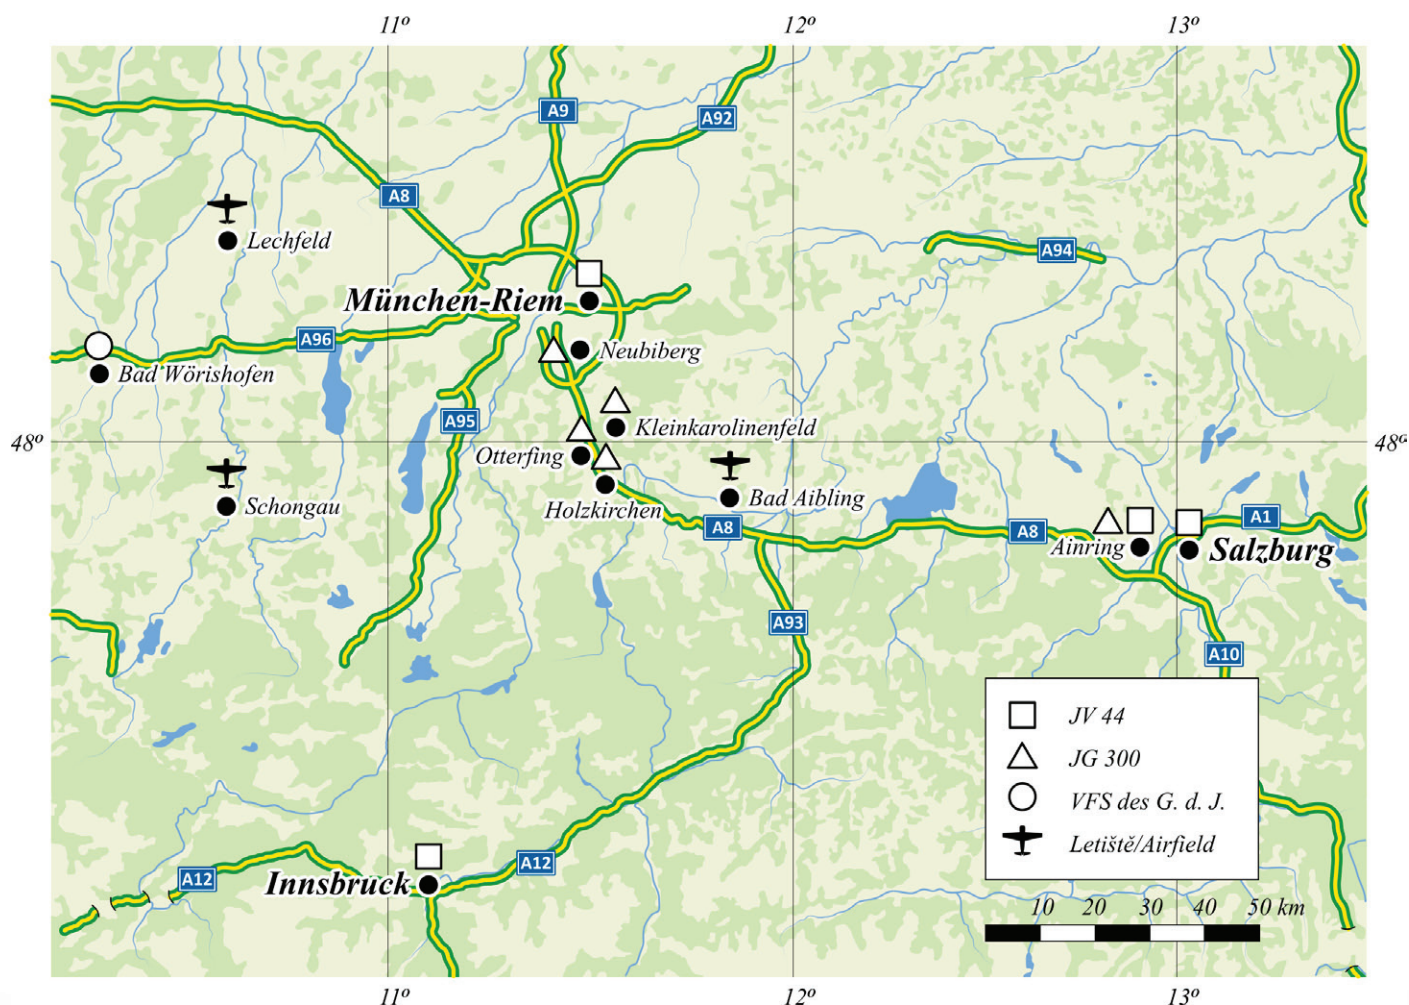 11º
12º
13º
A9
A92
A8
Lechfeld
A94
München-Riem
A96
Neubiberg
Bad Wörishofen
A95
Kleinkarolinenfeld
48º
48º
Otterfing
Schongau
Holzkirchen
Bad Aibling
A8
A8
A1
Ainring
Salzburg
A93
A10
JV 44
JG 300
VFS des G. d. J.
Letiště/Airfield
A12
A12
Innsbruck
10 20 30 40 50 km
11º
12º
13º